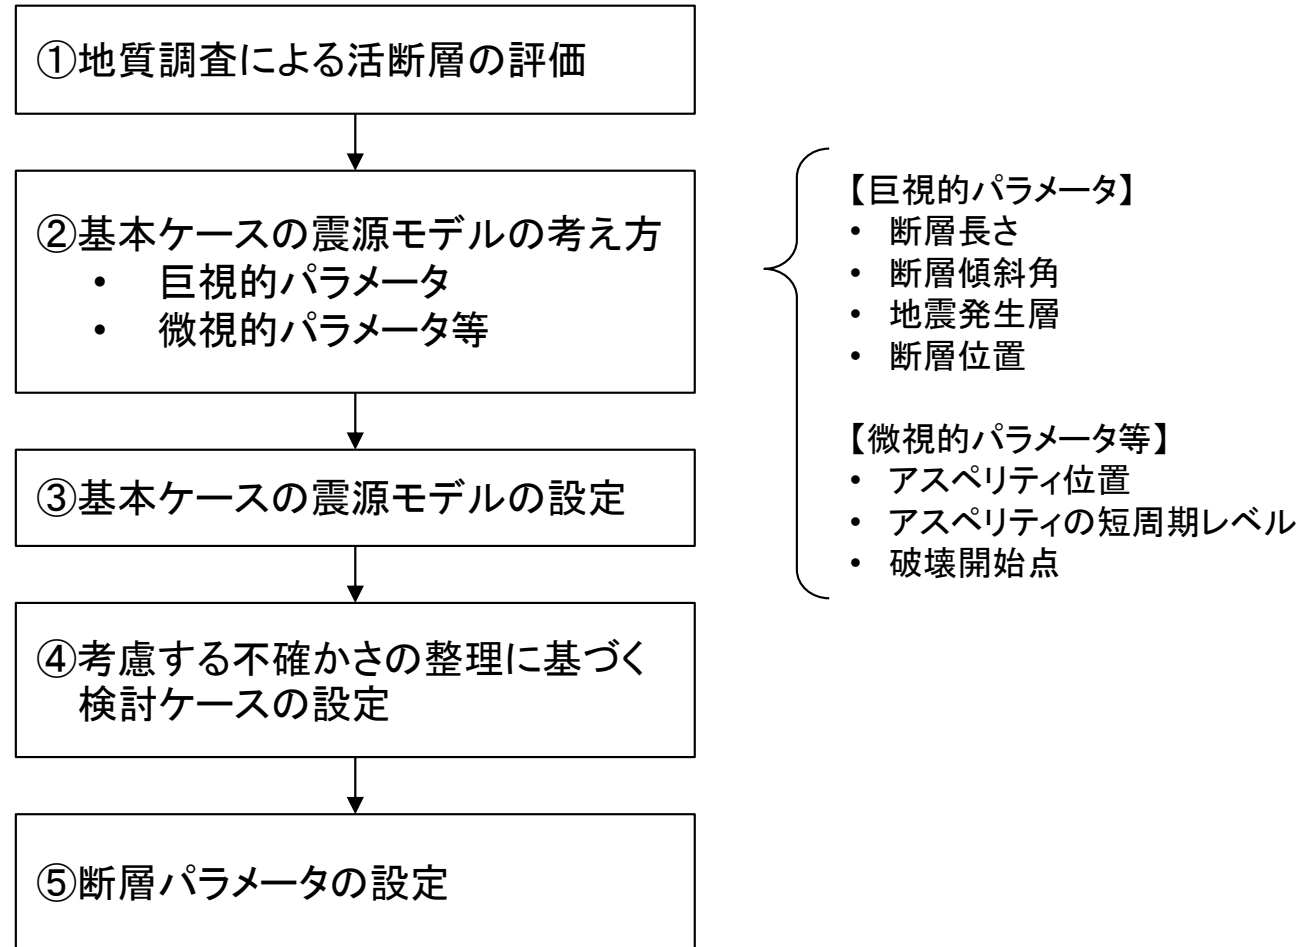 ①地質調査による活断層の評価
②基本ケースの震源モデルの考え方
• 巨視的パラメータ
• 微視的パラメータ等
③基本ケースの震源モデルの設定
④考慮する不確かさの整理に基づく
検討ケースの設定
⑤断層パラメータの設定
【巨視的パラメータ】
• 断層長さ
• 断層傾斜角
• 地震発生層
• 断層位置
【微視的パラメータ等】
• アスペリティ位置
• アスペリティの短周期レベル
• 破壊開始点